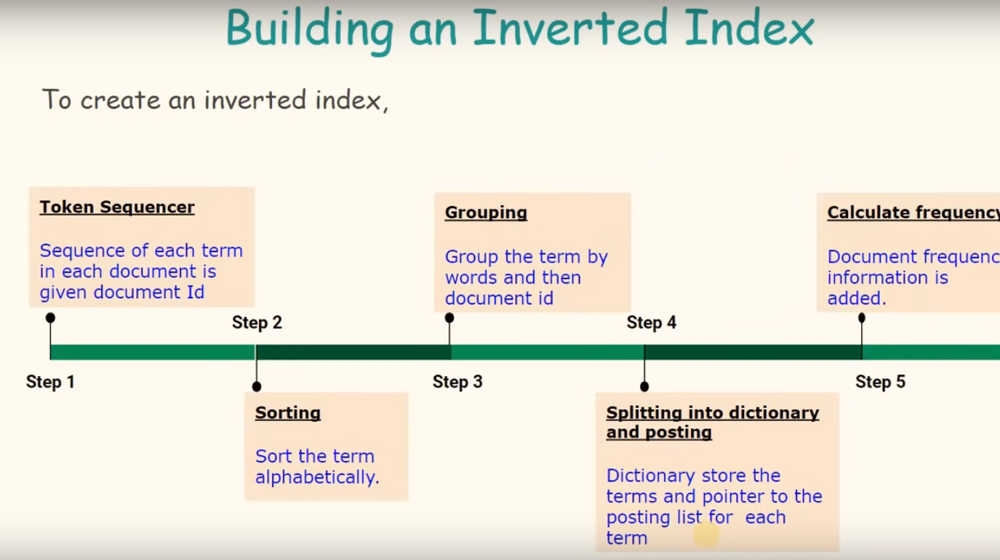 Building an Inverted Index
To create an inverted index,
Token Sequencer
Sequence of each term
in each document is
given document Id
Step 1
Step 2
Sorting
Sort the term
alphabetically.
Grouping
Group the term by
words and then
document id
Step 3
Step 4
Splitting into dictionary
and posting
Dictionary store the
terms and pointer to the
posting list for each
term
Calculate frequency
Document frequenc
information is
added.
Step 5